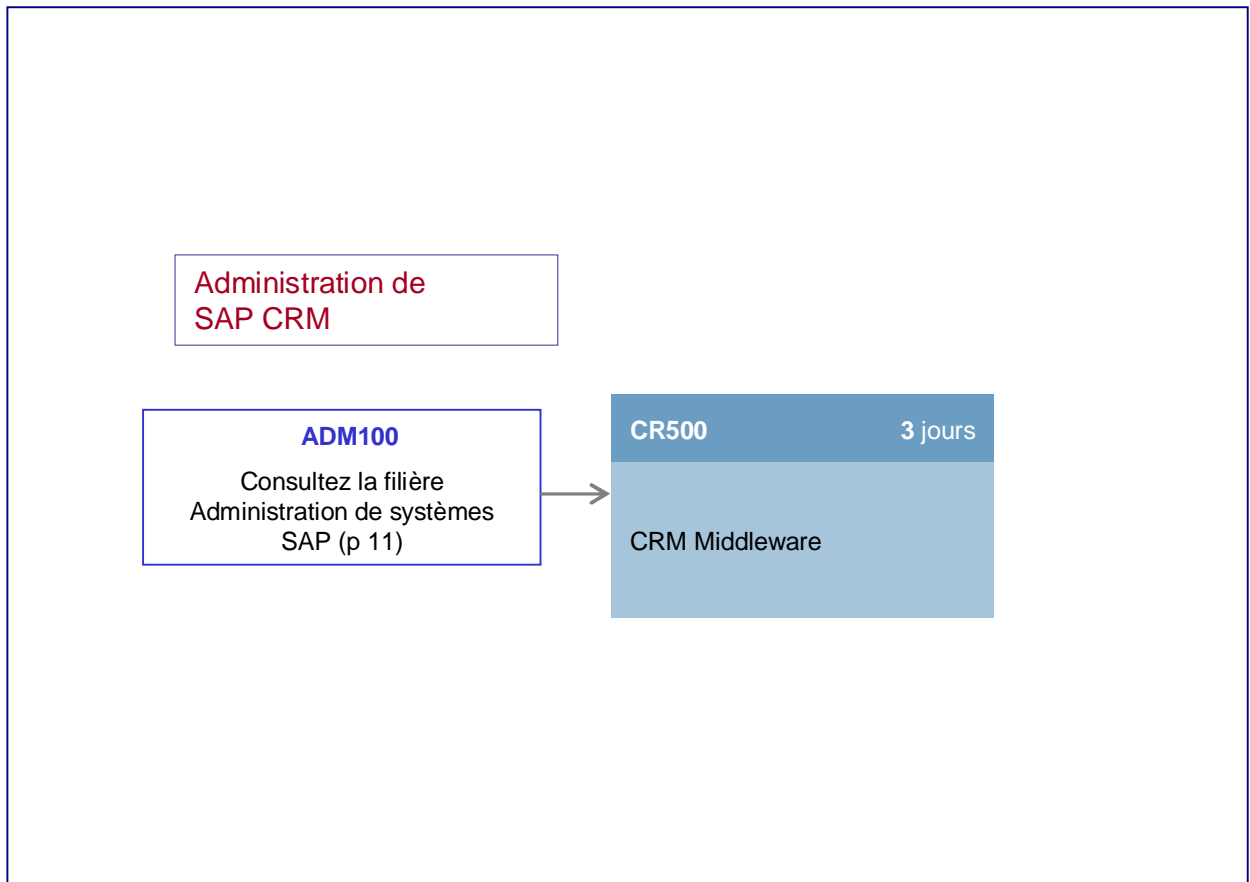 Administration de
SAP CRM
ADM100
Consultez la filière
Administration de systèmes
SAP (p 11)
CR500 3 jours
CRM Middleware